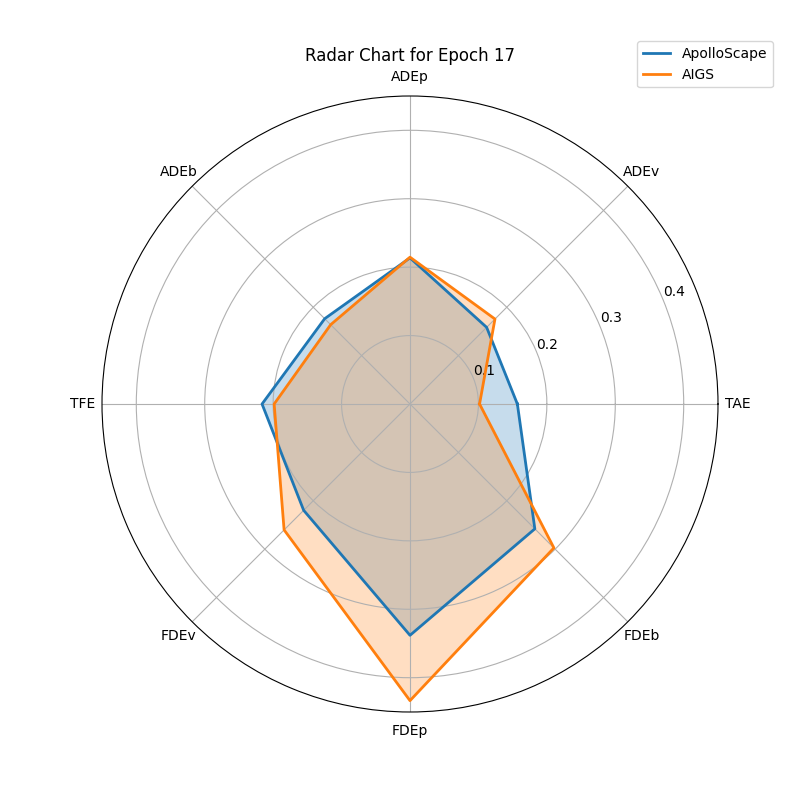 Radar Chart for Epoch 17
ApolloScape
AIGS
ADEp
ADEb
ADEv
0.4
0.3
0.2
0.1
TFE
TAE
FDEv
FDEb
FDEp